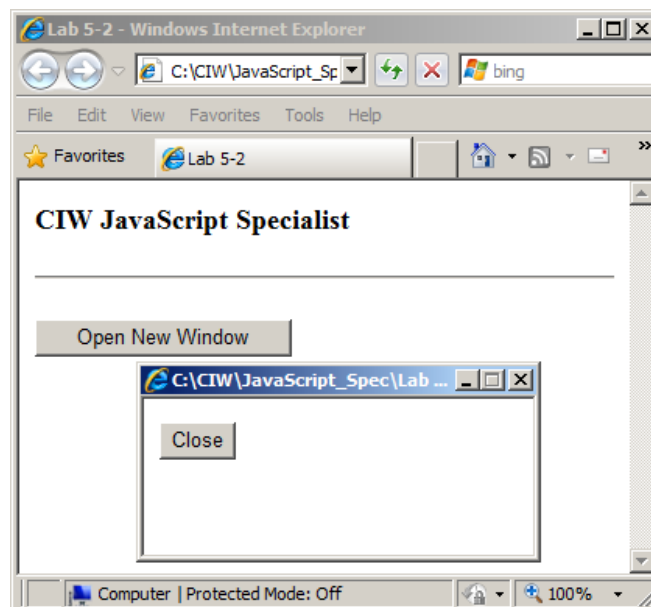 Lab 5-2 - Windows Internet Explorer
C:\CIW\JavaScript_Sp bing
File Edit View Favorites Tools Help
Favorites Lab 5-2 »
CIW JavaScript Specialist
Open New Window
C:\CIW\JavaScript_Spec\Lab ...
Close
Computer | Protected Mode: Off 100%